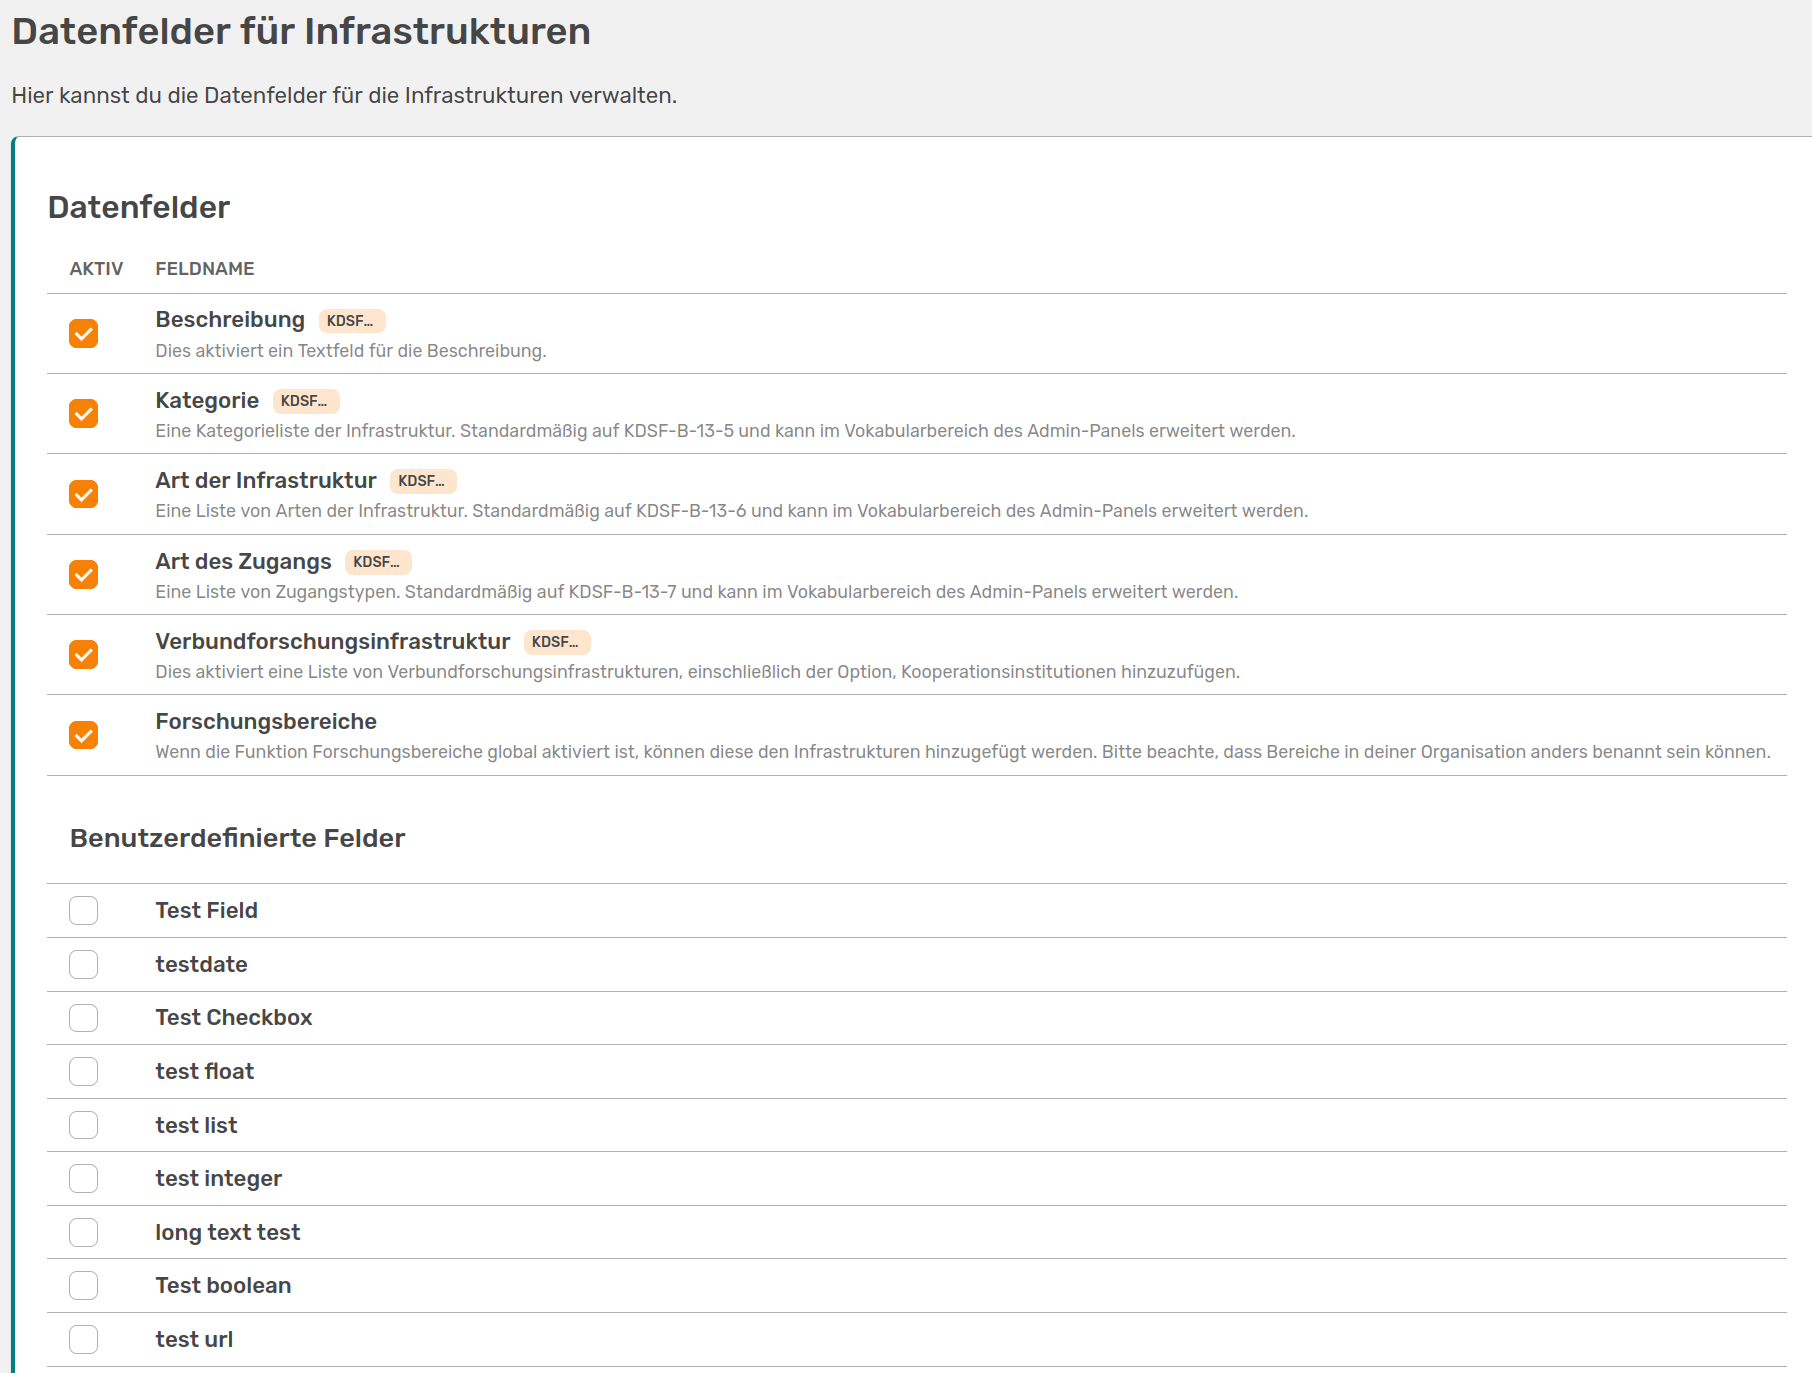 Datenfelder für Infrastrukturen
Hier kannst du die Datenfelder für die Infrastrukturen verwalten.
Datenfelder
AKTIV FELDNAME
Beschreibung KDSF…
Dies aktiviert ein Textfeld für die Beschreibung.
Kategorie KDSF…
Eine Kategorieliste der Infrastruktur. Standardmäßig auf KDSF-B-13-5 und kann im Vokabularbereich des Admin-Panels erweitert werden.
Art der Infrastruktur KDSF…
Eine Liste von Arten der Infrastruktur. Standardmäßig auf KDSF-B-13-6 und kann im Vokabularbereich des Admin-Panels erweitert werden.
Art des Zugangs KDSF…
Eine Liste von Zugangstypen. Standardmäßig auf KDSF-B-13-7 und kann im Vokabularbereich des Admin-Panels erweitert werden.
Verbundforschungsinfrastruktur KDSF…
Dies aktiviert eine Liste von Verbundforschungsinfrastrukturen, einschließlich der Option, Kooperationsinstitutionen hinzuzufügen.
Forschungsbereiche
Wenn die Funktion Forschungsbereiche global aktiviert ist, können diese den Infrastrukturen hinzugefügt werden. Bitte beachte, dass Bereiche in deiner Organisation anders benannt sein können.
Benutzerdefinierte Felder
Test Field
testdate
Test Checkbox
test float
test list
test integer
long text test
Test boolean
test url